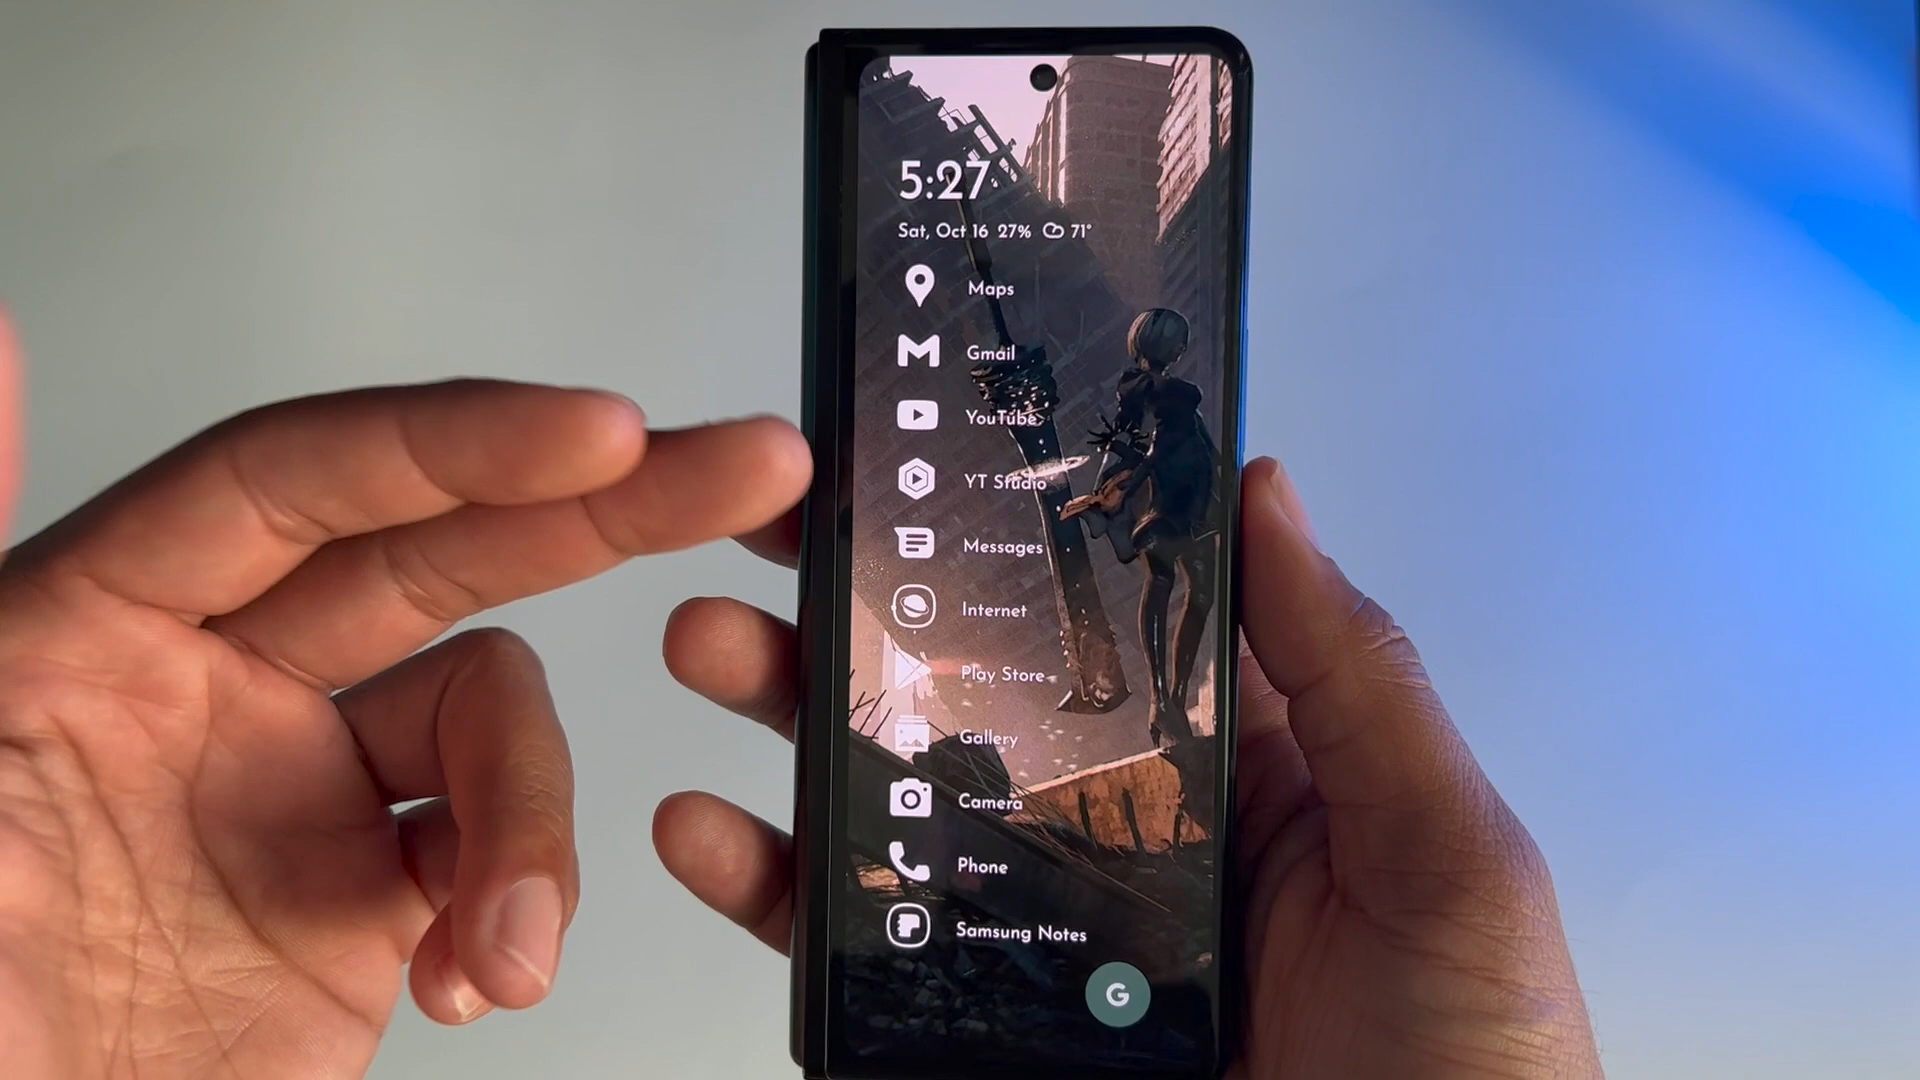 5:27
Sat, Oct 16 27% 71°
Maps
Gmail
YouTube
YT Studio
Messages
Internet
Play Store
Gallery
Camera
Phone
Samsung Notes
G